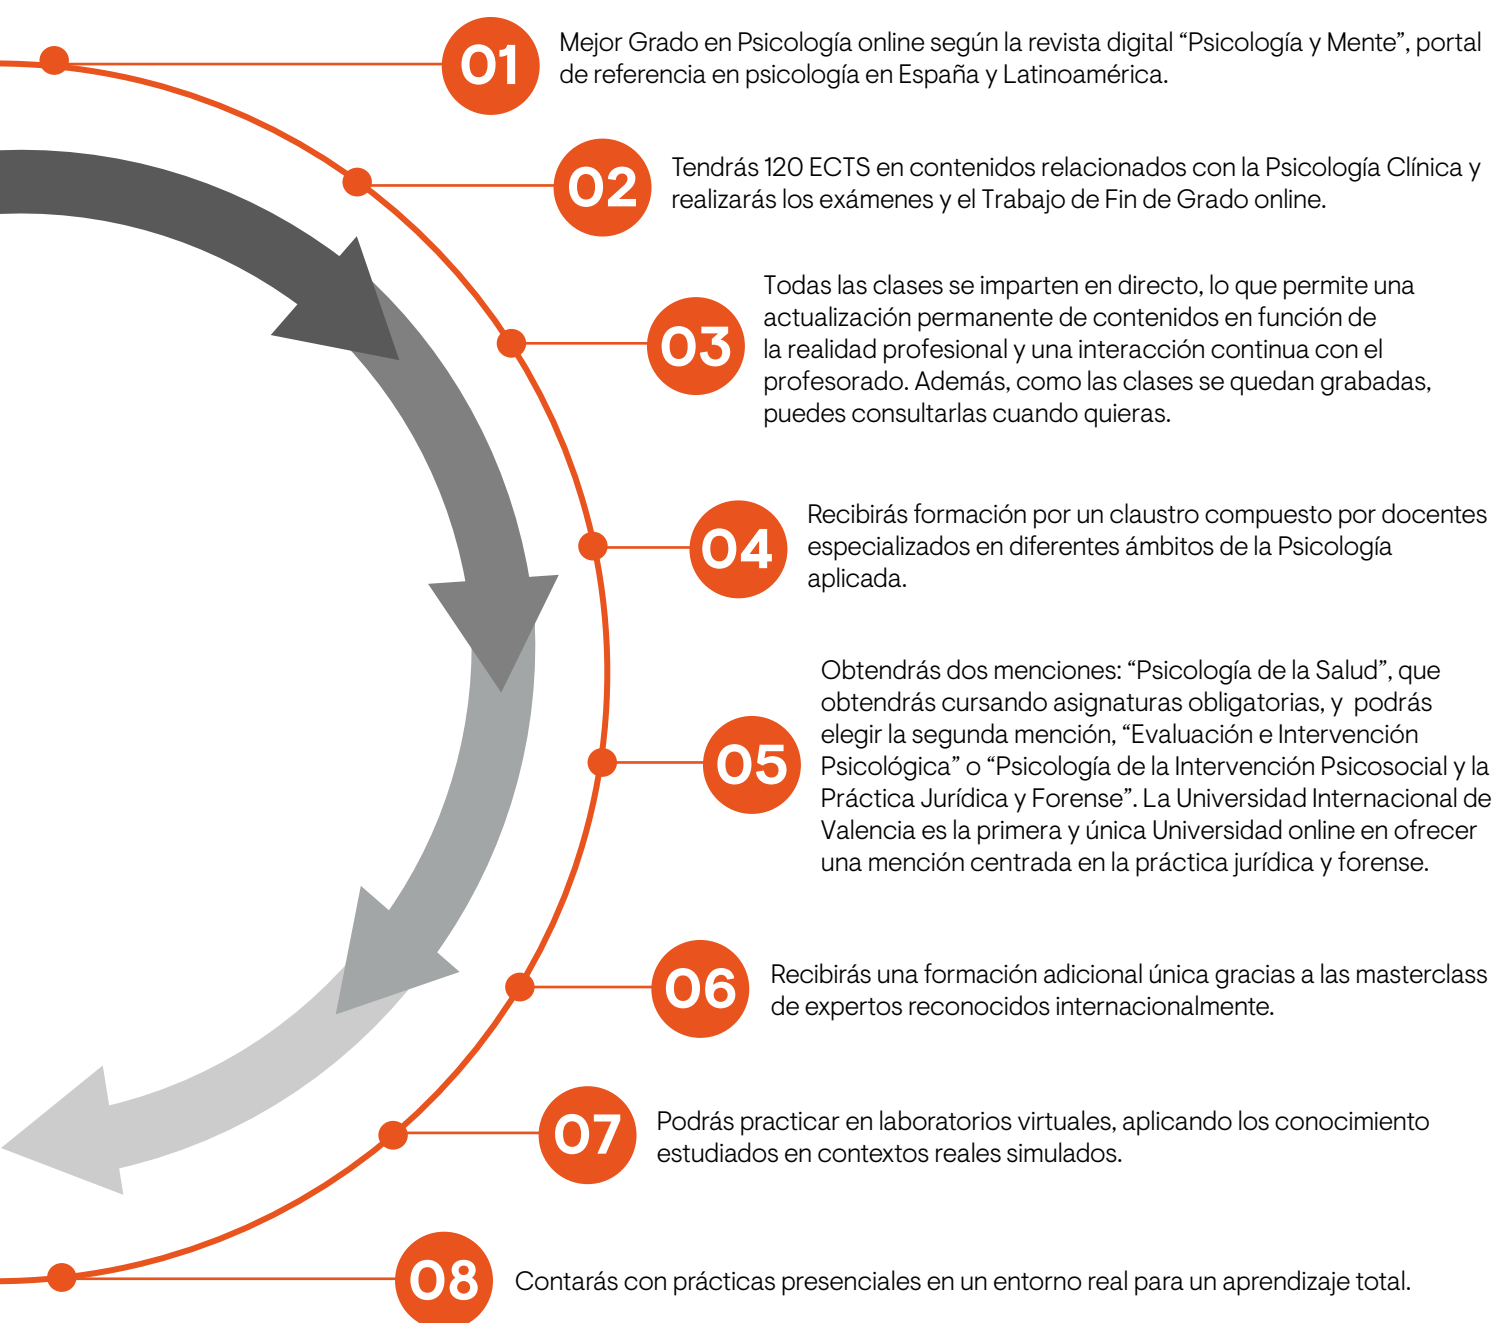 01
Mejor Grado en Psicología online según la revista digital “Psicología y Mente”, portal
de referencia en psicología en España y Latinoamérica.
02
Tendrás 120 ECTS en contenidos relacionados con la Psicología Clínica y
realizarás los exámenes y el Trabajo de Fin de Grado online.
03
Todas las clases se imparten en directo, lo que permite una
actualización permanente de contenidos en función de
la realidad profesional y una interacción continua con el
profesorado. Además, como las clases se quedan grabadas,
puedes consultarlas cuando quieras.
04
Recibirás formación por un claustro compuesto por docentes
especializados en diferentes ámbitos de la Psicología
aplicada.
05
Obtendrás dos menciones: “Psicología de la Salud”, que
obtendrás cursando asignaturas obligatorias, y  podrás
elegir la segunda mención, “Evaluación e Intervención
Psicológica” o “Psicología de la Intervención Psicosocial y la
Práctica Jurídica y Forense”. La Universidad Internacional de
Valencia es la primera y única Universidad online en ofrecer
una mención centrada en la práctica jurídica y forense.
06
Recibirás una formación adicional única gracias a las masterclass
de expertos reconocidos internacionalmente.
07
Podrás practicar en laboratorios virtuales, aplicando los conocimiento
estudiados en contextos reales simulados.
08
Contarás con prácticas presenciales en un entorno real para un aprendizaje total.